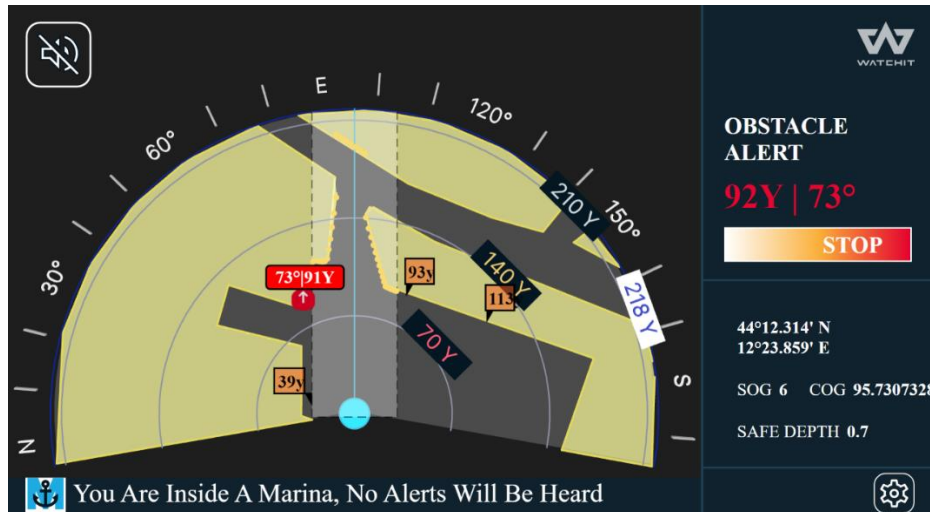 E
120°
60°
WATCHIT
OBSTACLE
ALERT
92Y | 73°
STOP
210 Y
150°
30°
73°|91Y
93y
140 Y
113
218 Y
70 Y
39y
S
N
44°12.314' N
12°23.859' E
SOG 6 COG 95.7307328
SAFE DEPTH 0.7
You Are Inside A Marina, No Alerts Will Be Heard